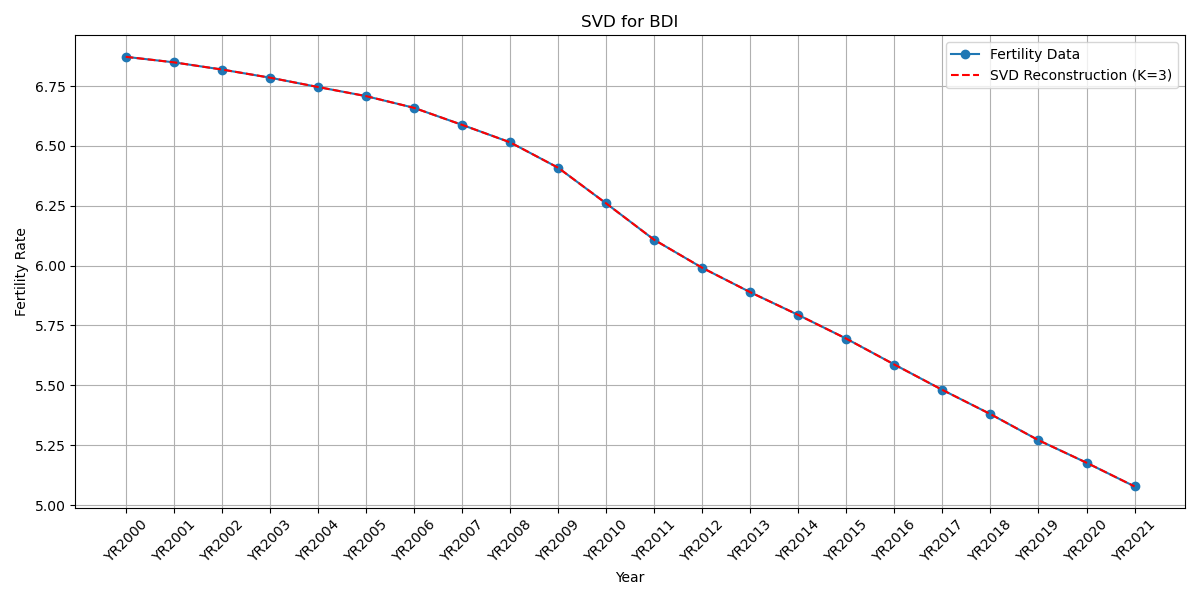 SVD for BDI
Fertility Data
SVD Reconstruction (K=3)
Fertility Rate
6.75
6.50
6.25
6.00
5.75
5.50
5.25
5.00
YR2000
YR2001
YR2002
YR2003
YR2004
YR2005
YR2006
YR2007
YR2008
YR2009
YR2010
YR2011
YR2012
YR2013
YR2014
YR2015
YR2016
YR2017
YR2018
YR2019
YR2020
YR2021
Year